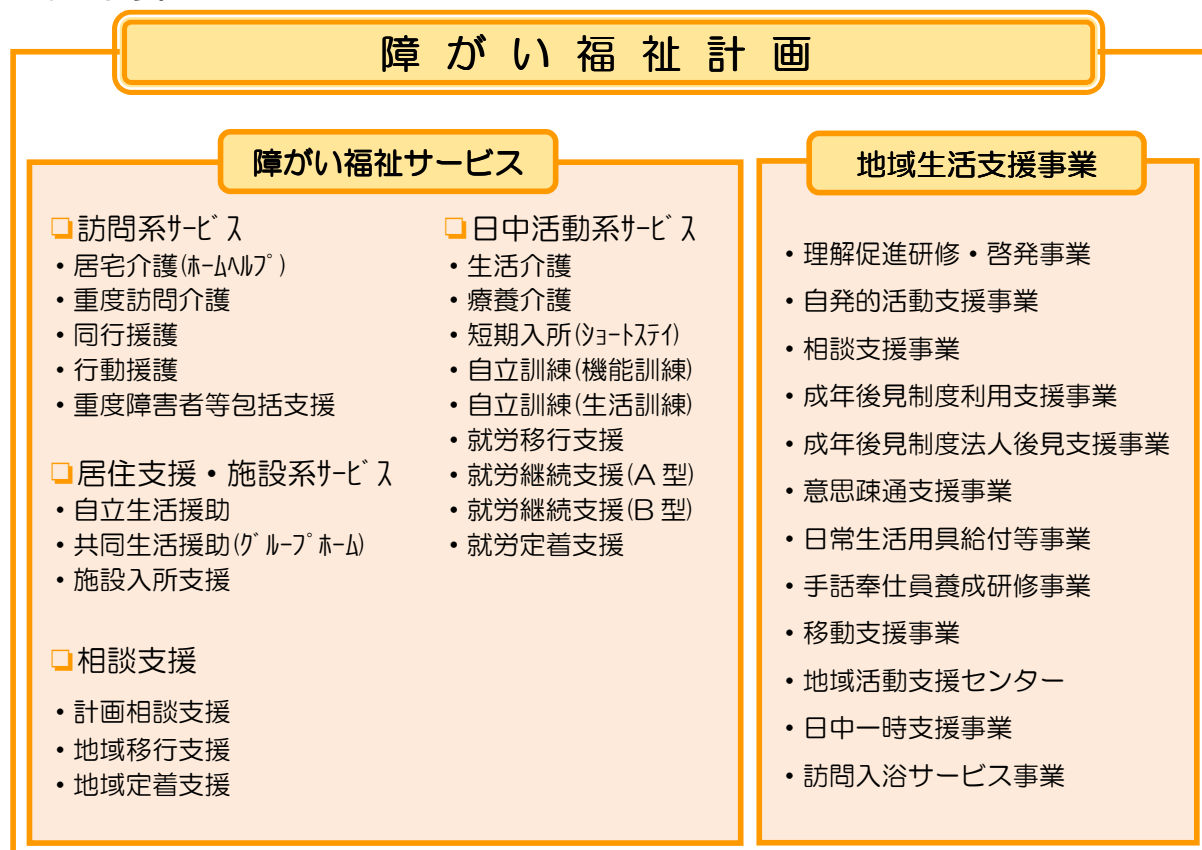 障がい福祉計画
障がい福祉サービス
❏訪問系ｻｰﾋﾞｽ
・居宅介護(ﾎｰﾑﾍﾙﾌﾟ)
・重度訪問介護
・同行援護
・行動援護
・重度障害者等包括支援
❏居住支援・施設系ｻｰﾋﾞｽ
・自立生活援助
・共同生活援助(ｸﾞﾙｰﾌﾟﾎｰﾑ)
・施設入所支援
❏相談支援
・計画相談支援
・地域移行支援
・地域定着支援
❏日中活動系ｻｰﾋﾞｽ
・生活介護
・療養介護
・短期入所(ｼｮｰﾄｽﾃｲ)
・自立訓練(機能訓練)
・自立訓練(生活訓練)
・就労移行支援
・就労継続支援(A型)
・就労継続支援(B型)
・就労定着支援
地域生活支援事業
・理解促進研修・啓発事業
・自発的活動支援事業
・相談支援事業
・成年後見制度利用支援事業
・成年後見制度法人後見支援事業
・意思疎通支援事業
・日常生活用具給付等事業
・手話奉仕員養成研修事業
・移動支援事業
・地域活動支援センター
・日中一時支援事業
・訪問入浴サービス事業